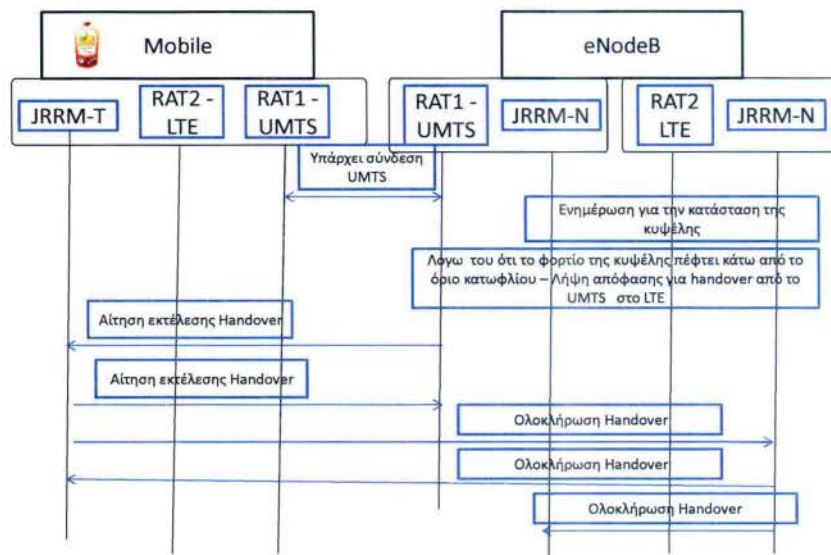 Mobile
eNodeB
JRRM-T
RAT2 -
LTE
RAT1 -
UMTS
RAT1 -
UMTS
JRRM-N
RAT2
LTE
JRRM-N
Υπάρχει σύνδεση
UMTS
Ενημέρωση για την κατάσταση της
κυψέλης
Λόγω του ότι το φορτίο της κυψέλης πέφτει κάτω από το
όριο κατωφλίου – Λήψη απόφασης για handover από το
UMTS στο LTE
Αίτηση εκτέλεσης Handover
Αίτηση εκτέλεσης Handover
Ολοκλήρωση Handover
Ολοκλήρωση Handover
Ολοκλήρωση Handover